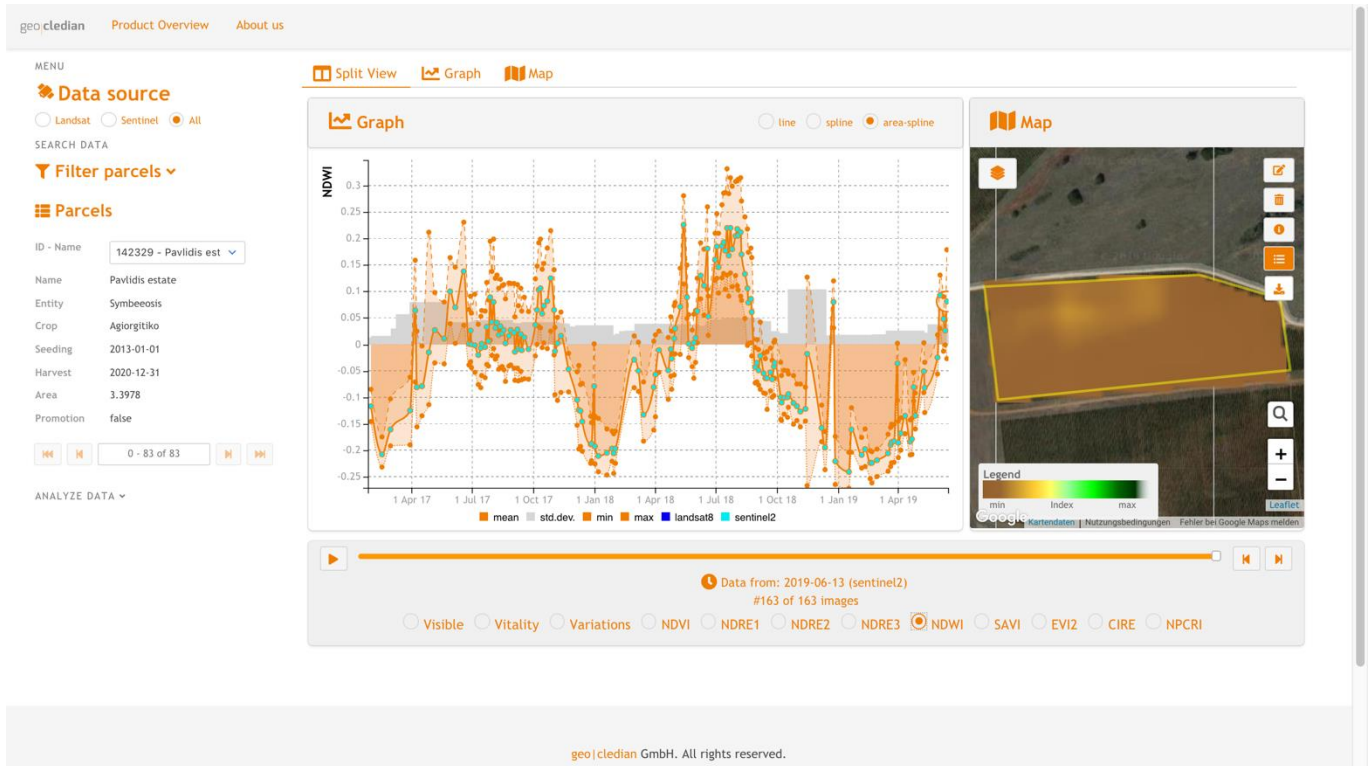 geo|cledian Product Overview About us
MENU
Data source
Landsat Sentinel All
SEARCH DATA
Filter parcels
Parcels
ID - Name 142329 - Pavlidis est
Name Pavlidis estate
Entity Symbeeosis
Crop Agiorgitiko
Seeding 2013-01-01
Harvest 2020-12-31
Area 3.3978
Promotion false
0 - 83 of 83
ANALYZE DATA
Split View Graph Map
Graph line spline area-spline
NDWI
0.3
0.25
0.2
0.15
0.1
0.05
0
-0.05
-0.1
-0.15
-0.2
-0.25
1 Apr 17 1 Jul 17 1 Oct 17 1 Jan 18 1 Apr 18 1 Jul 18 1 Oct 18 1 Jan 19 1 Apr 19
mean std.dev. min max landsat8 sentinel2
Map
Legend
min Index max
Leaflet
Google Kartendaten | Nutzungsbedingungen Fehler bei Google Maps melden
Data from: 2019-06-13 (sentinel2)
#163 of 163 images
Visible Vitality Variations NDVI NDRE1 NDRE2 NDRE3 NDWI SAVI EVI2 CIRE NPCRI
geo|cledian GmbH. All rights reserved.